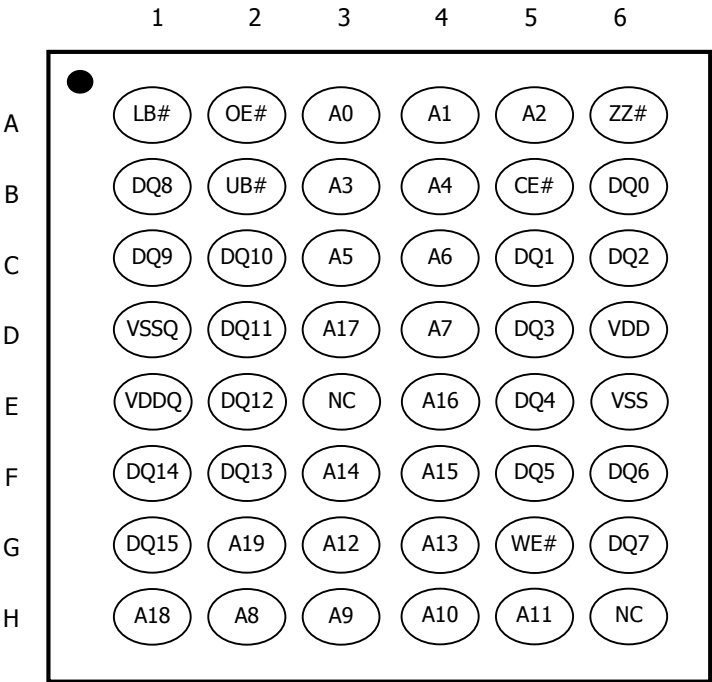 1 2 3 4 5 6
A LB# OE# A0 A1 A2 ZZ#
B DQ8 UB# A3 A4 CE# DQ0
C DQ9 DQ10 A5 A6 DQ1 DQ2
D VSSQ DQ11 A17 A7 DQ3 VDD
E VDDQ DQ12 NC A16 DQ4 VSS
F DQ14 DQ13 A14 A15 DQ5 DQ6
G DQ15 A19 A12 A13 WE# DQ7
H A18 A8 A9 A10 A11 NC